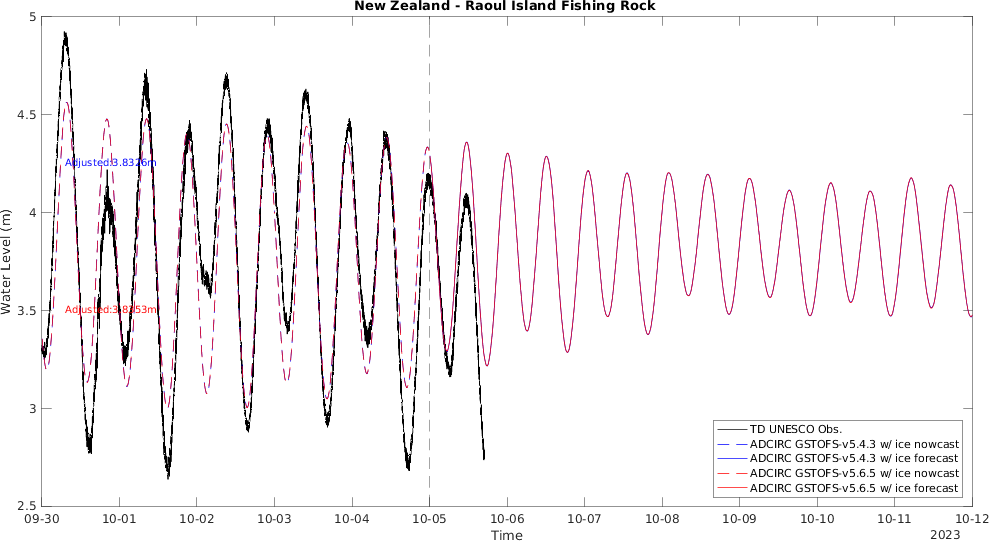 New Zealand - Raoul Island Fishing Rock
Water Level (m)
5
4.5
4
3.5
3
2.5
Adjusted:3.8326m
Adjusted:3.8353m
TD UNESCO Obs.
ADCIRC GSTOFS-v5.4.3 w/ ice nowcast
ADCIRC GSTOFS-v5.4.3 w/ ice forecast
ADCIRC GSTOFS-v5.6.5 w/ ice nowcast
ADCIRC GSTOFS-v5.6.5 w/ ice forecast
09-30 10-01 10-02 10-03 10-04 10-05 10-06 10-07 10-08 10-09 10-10 10-11 10-12
Time
2023